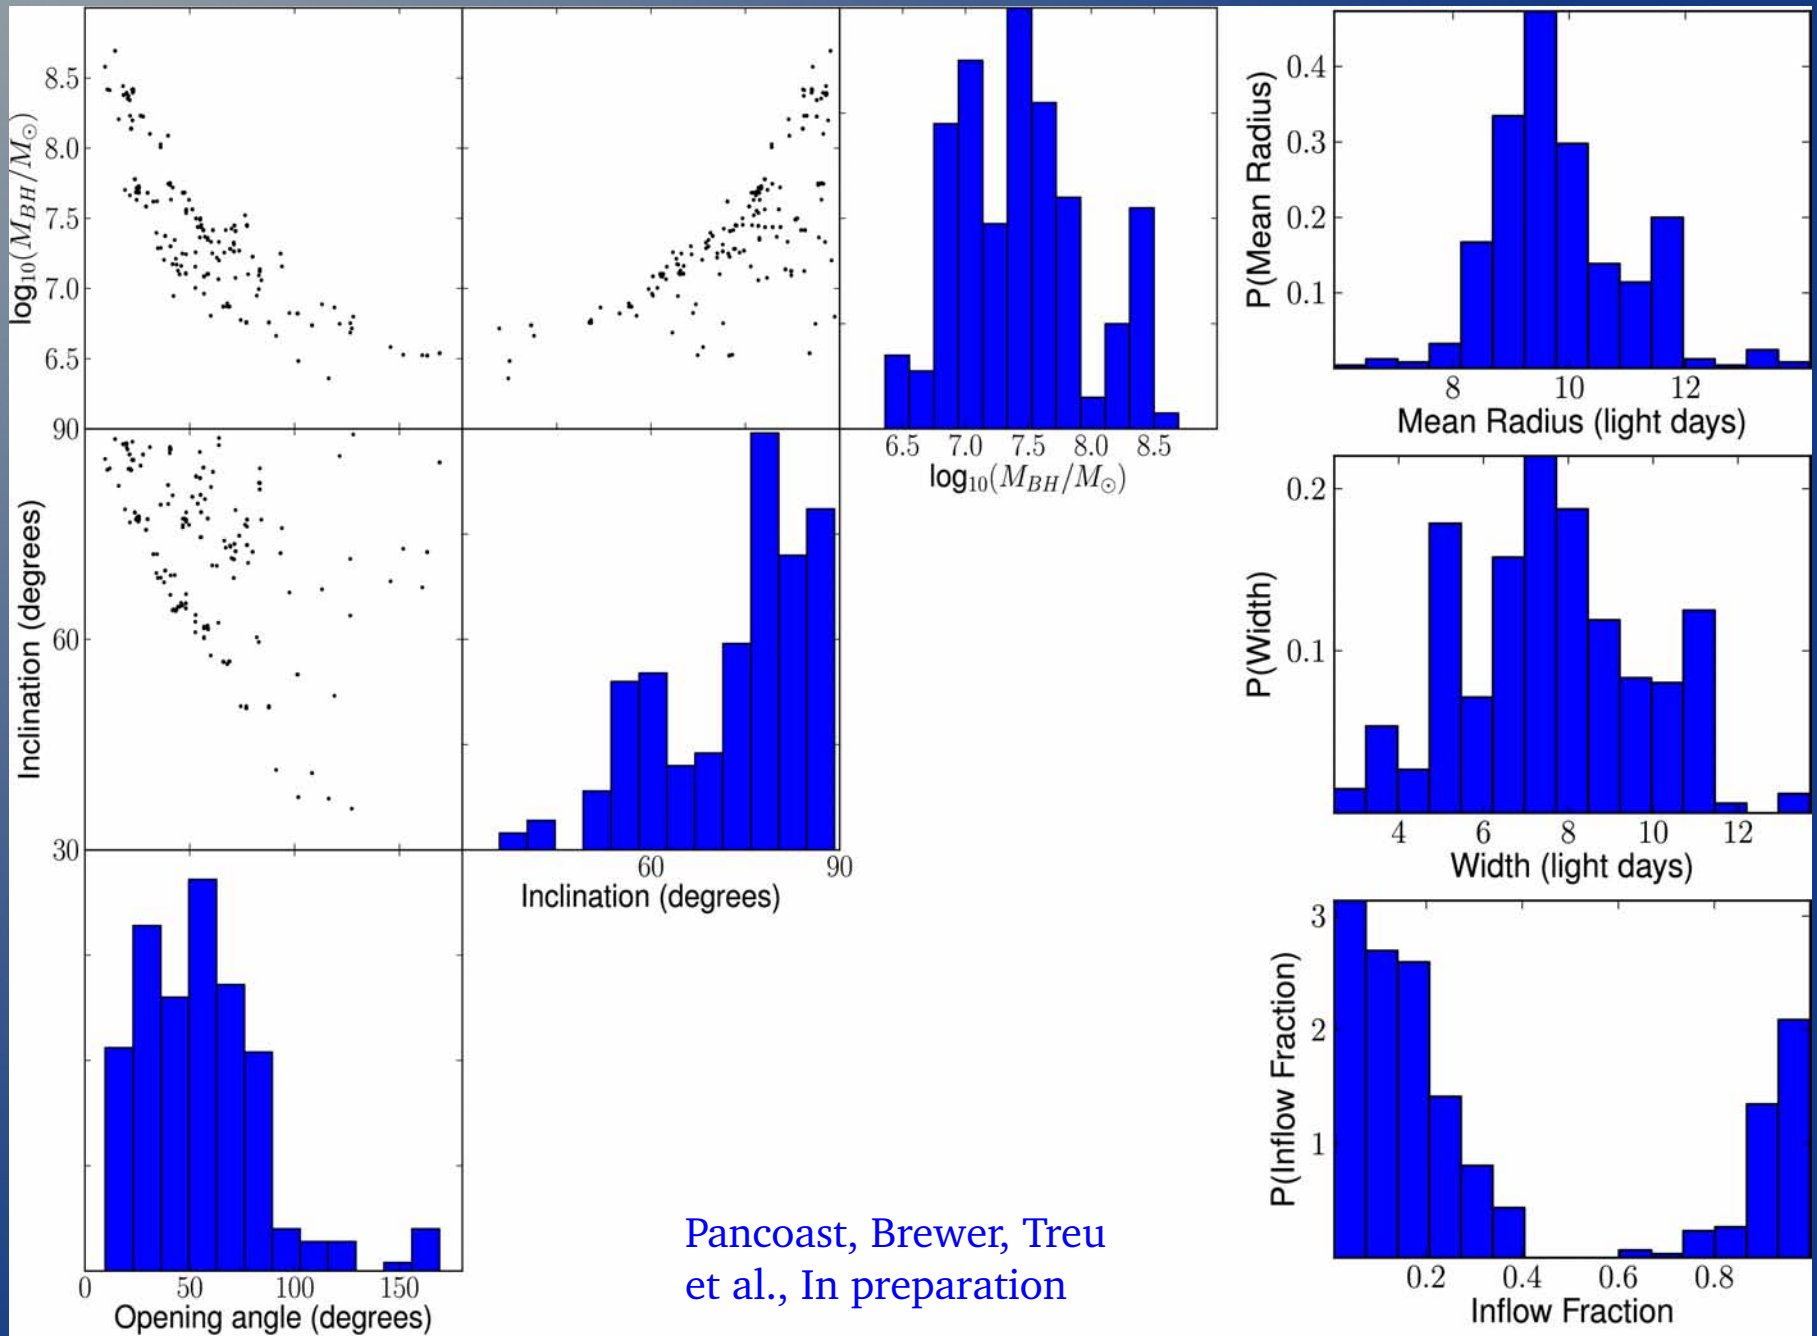 8.5
8.0
7.5
7.0
6.5
log10(M_BH/M⊙)
6.5 7.0 7.5 8.0 8.5
log10(M_BH/M⊙)
0.4
0.3
0.2
0.1
P(Mean Radius)
8 10 12
Mean Radius (light days)
90
60
30
Inclination (degrees)
60 90
Inclination (degrees)
0.2
0.1
P(Width)
4 6 8 10 12
Width (light days)
0 50 100 150
Opening angle (degrees)
Pancoast, Brewer, Treu
et al., In preparation
3
2
1
P(Inflow Fraction)
0.2 0.4 0.6 0.8
Inflow Fraction